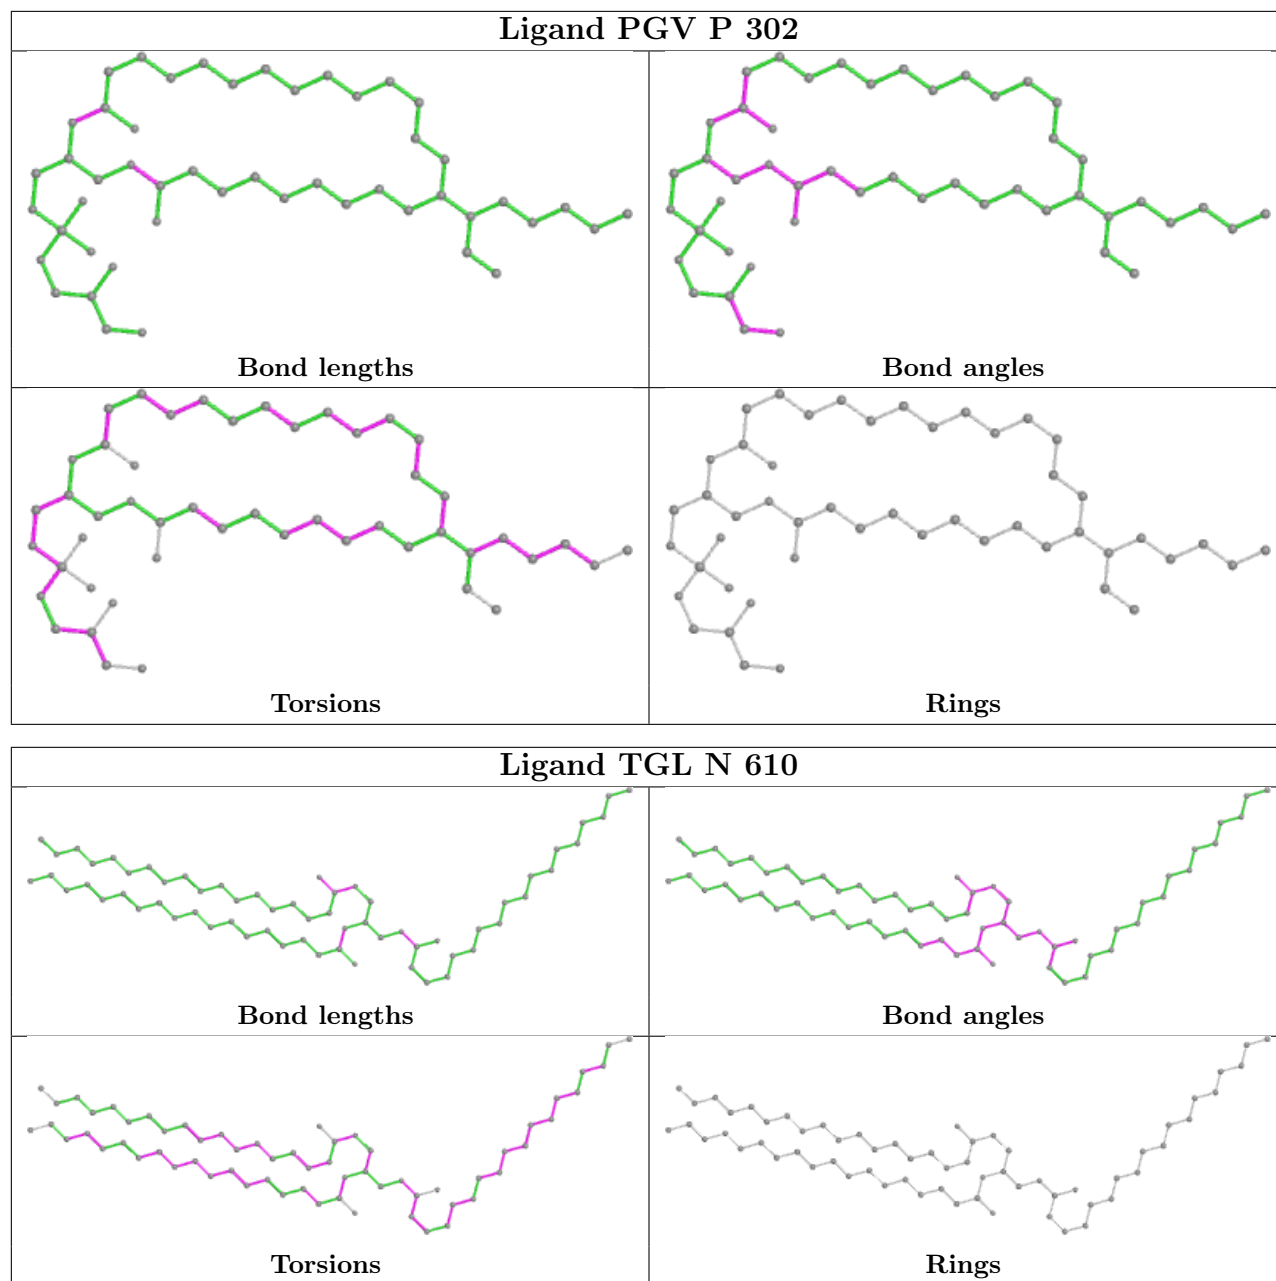 Ligand PGV P 302
Bond lengths
Bond angles
Torsions
Rings
Ligand TGL N 610
Bond lengths
Bond angles
Torsions
Rings